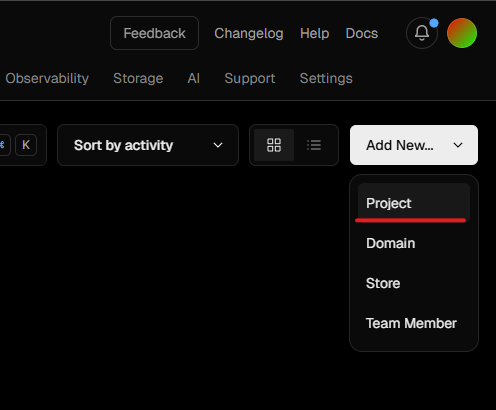 Feedback Changelog Help Docs
Observability Storage AI Support Settings
⌘ K Sort by activity Add New...
Project
Domain
Store
Team Member